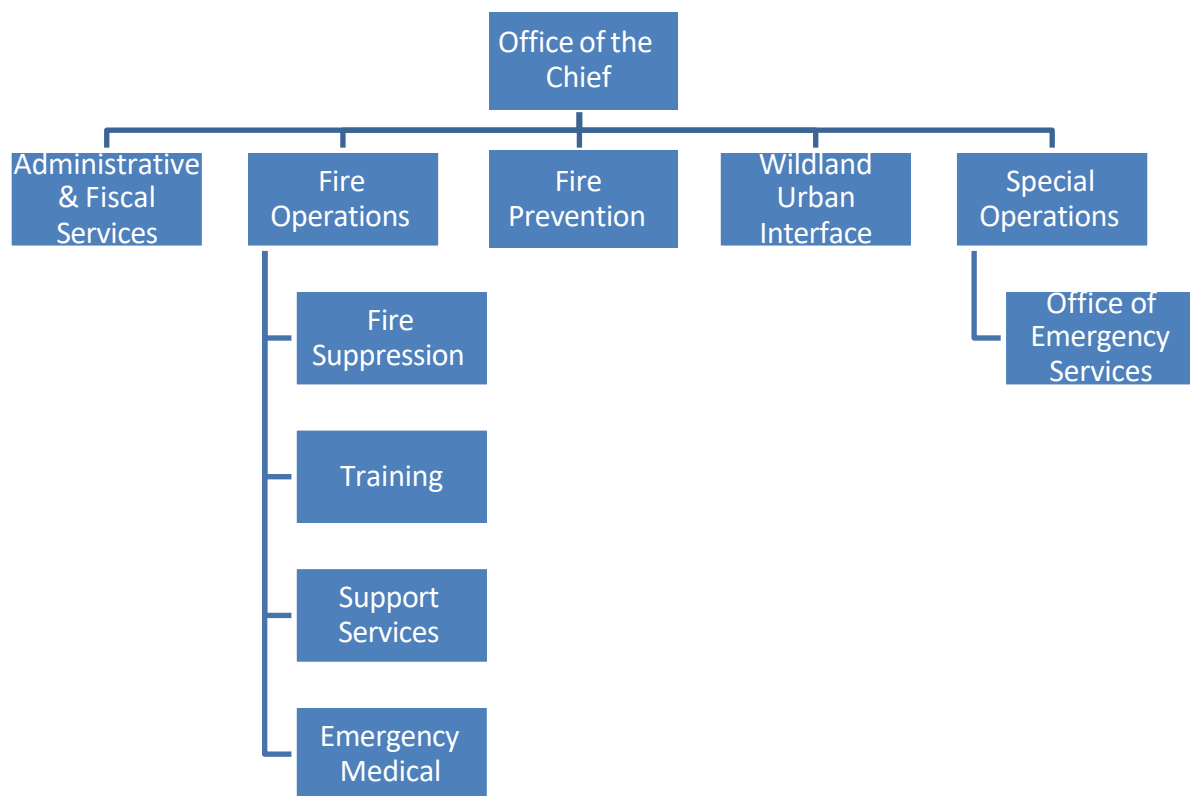 Office of the
Chief
Administrative
& Fiscal
Services
Fire
Operations
Fire
Prevention
Wildland
Urban
Interface
Special
Operations
Fire
Suppression
Office of
Emergency
Services
Training
Support
Services
Emergency
Medical